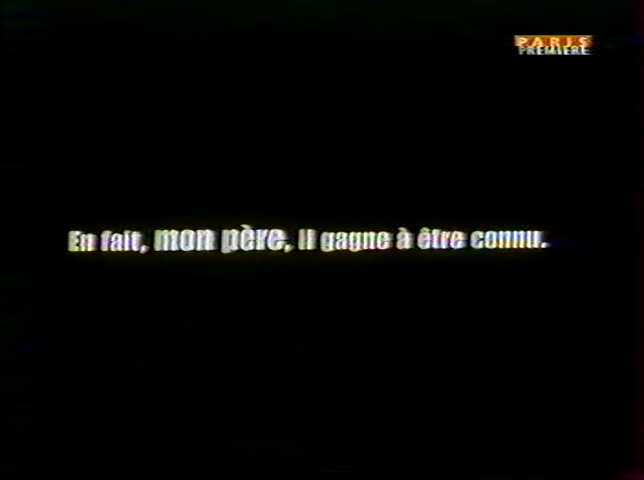 PARIS
PREMIERE
En fait, mon père, il gagne à être connu.